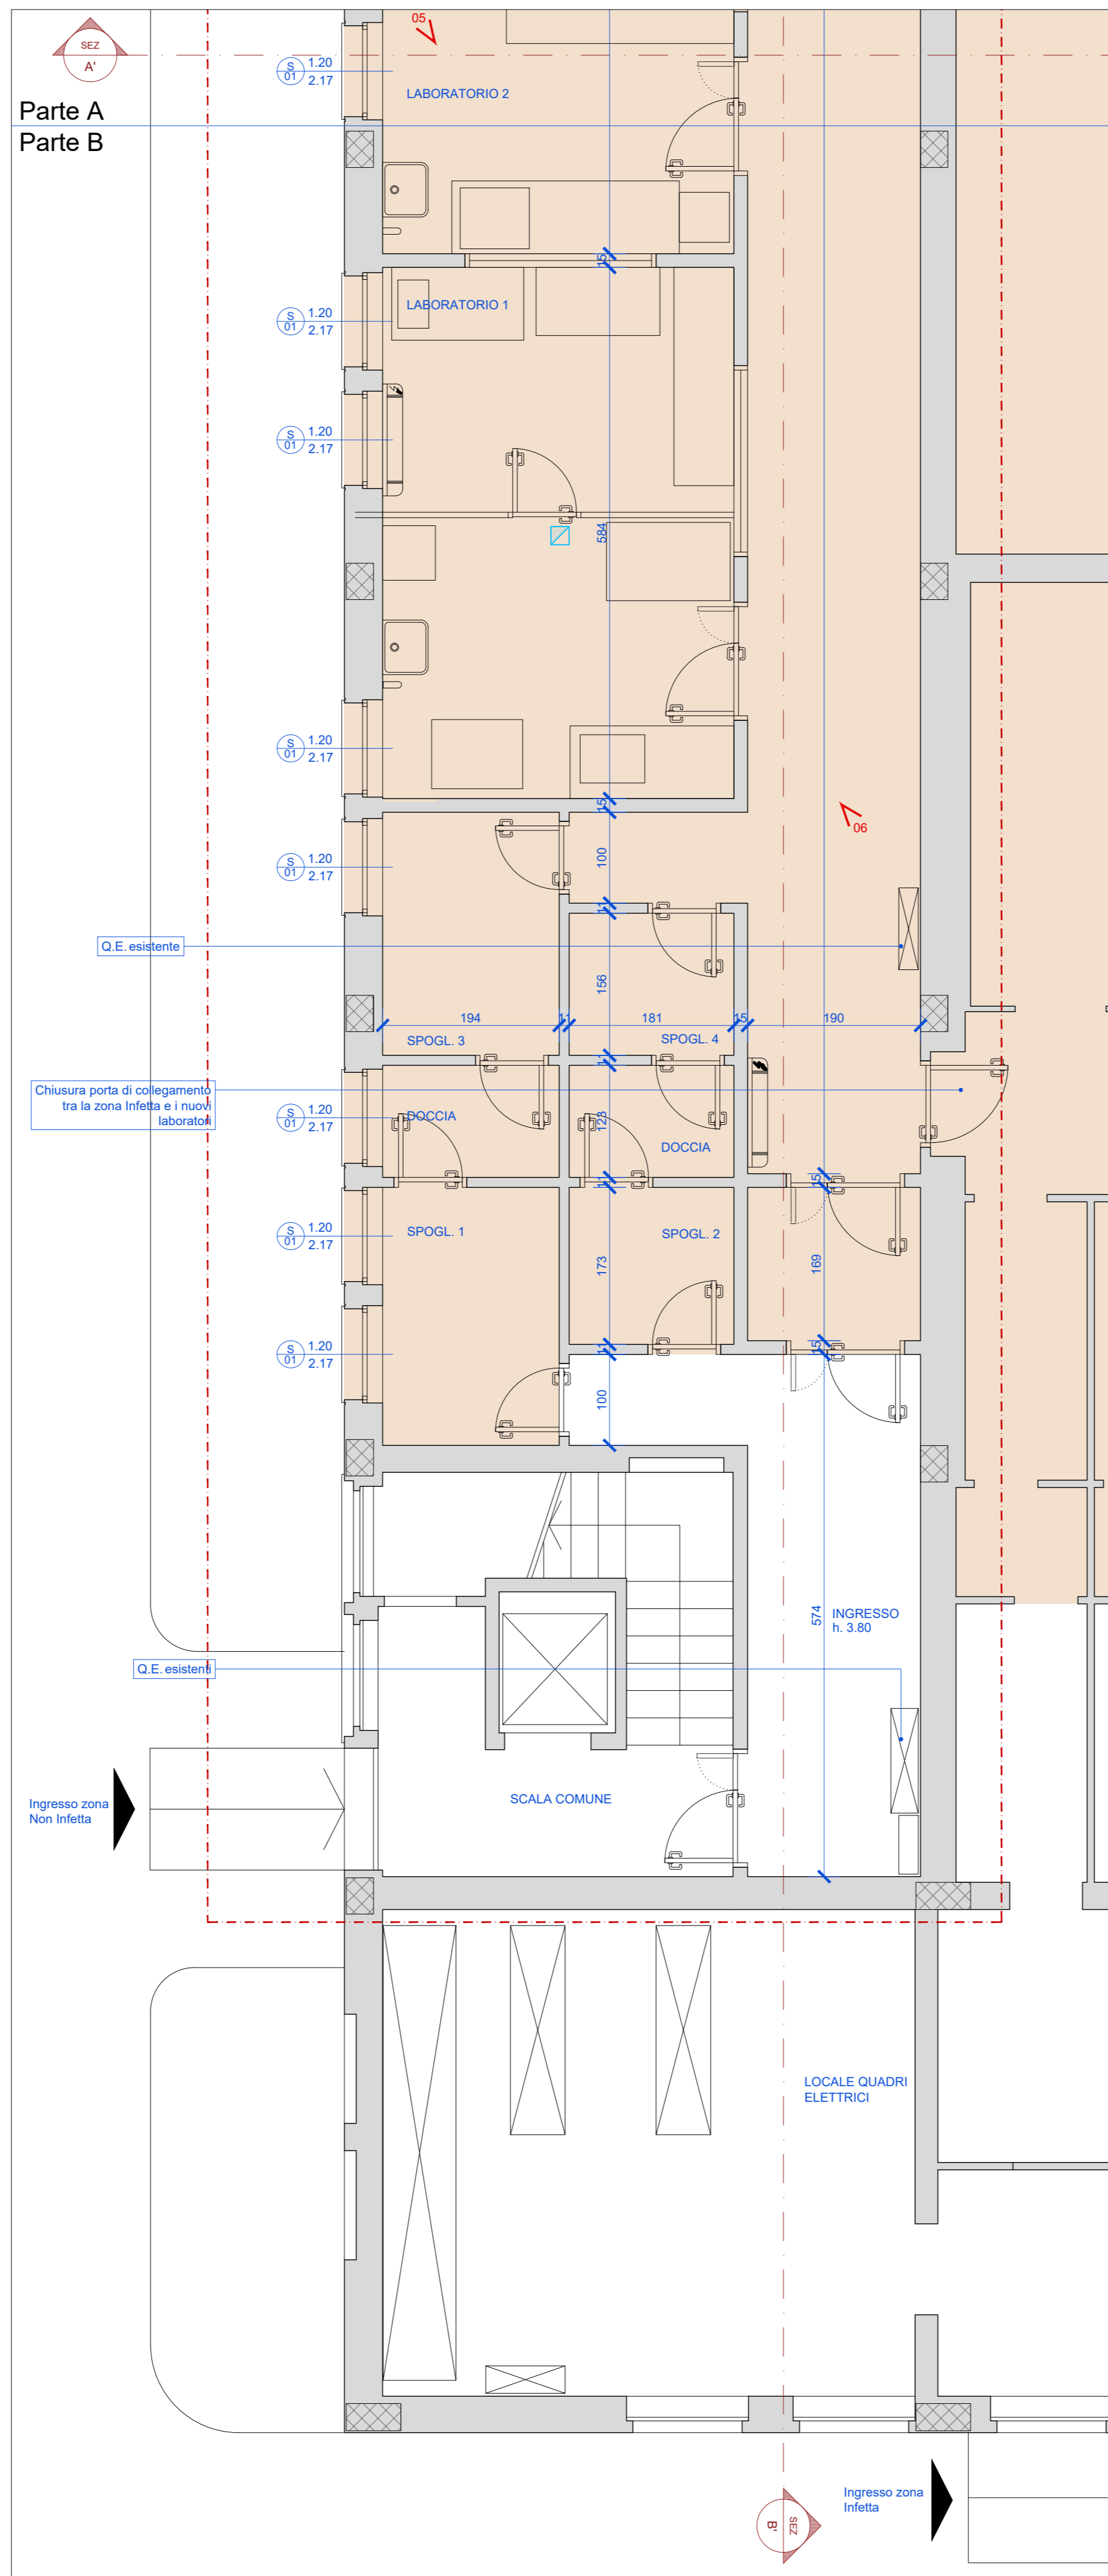 SEZ
A'
Parte A
Parte B
05
S
01
1.20
2.17
LABORATORIO 2
15
LABORATORIO 1
S
01
1.20
2.17
S
01
1.20
2.17
584
S
01
1.20
2.17
15
06
S
01
1.20
2.17
100
11
Q.E. esistente
156
194
11
181
15
190
SPOGL. 3
SPOGL. 4
11
Chiusura porta di collegamento
tra la zona Infetta e i nuovi
laboratori
S
01
1.20
2.17
DOCCIA
128
DOCCIA
11
15
S
01
1.20
2.17
SPOGL. 1
SPOGL. 2
173
169
11
15
S
01
1.20
2.17
100
574
INGRESSO
h. 3.80
Q.E. esistenti
SCALA COMUNE
Ingresso zona
Non Infetta
LOCALE QUADRI
ELETTRICI
Ingresso zona
Infetta
SEZ
B'